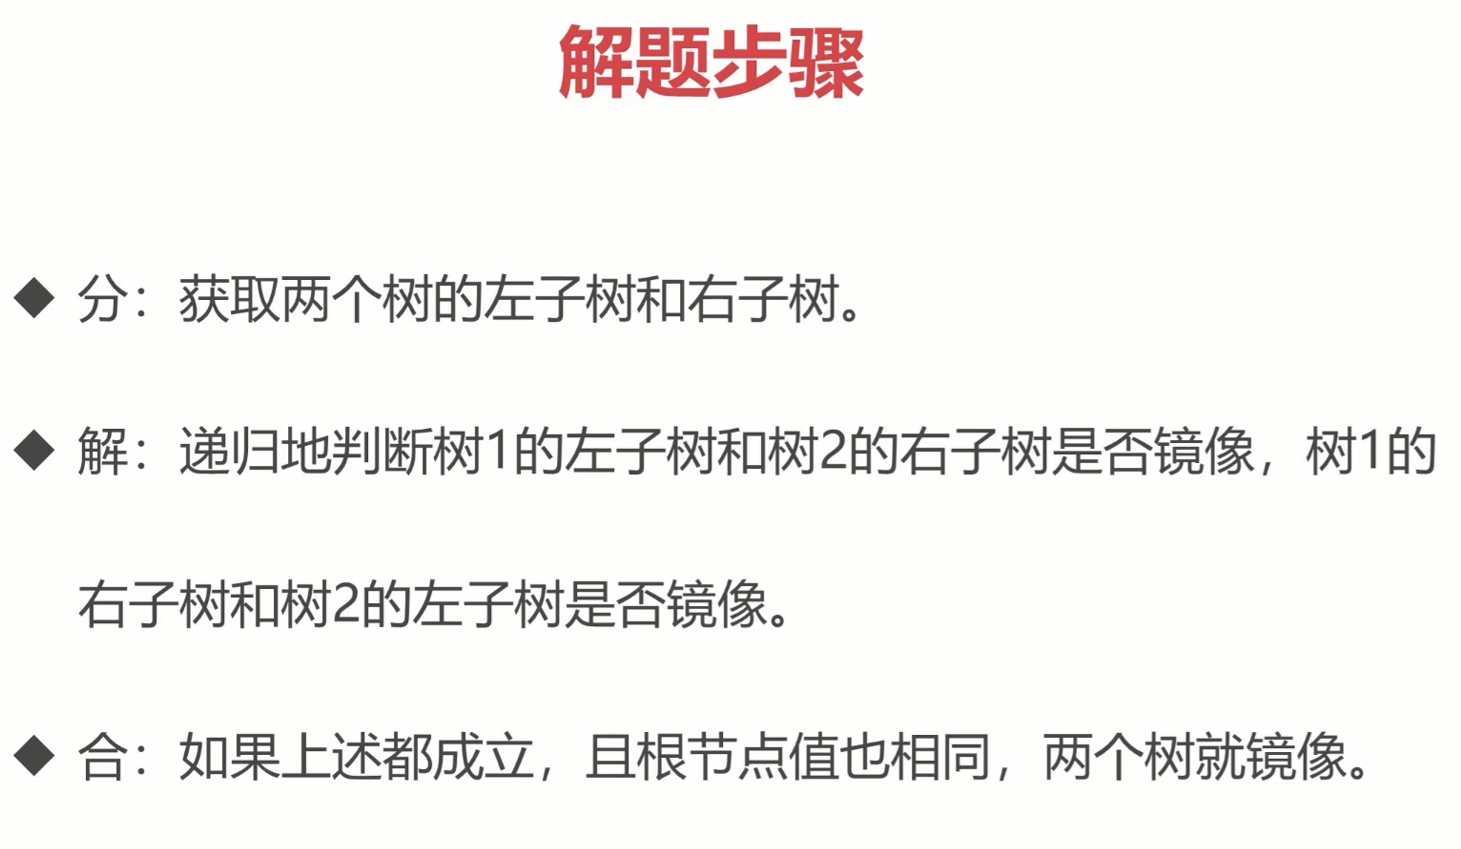 解题步骤
◆ 分：获取两个树的左子树和右子树。
◆ 解：递归地判断树1的左子树和树2的右子树是否镜像，树1的
右子树和树2的左子树是否镜像。
◆ 合：如果上述都成立，且根节点值也相同，两个树就镜像。